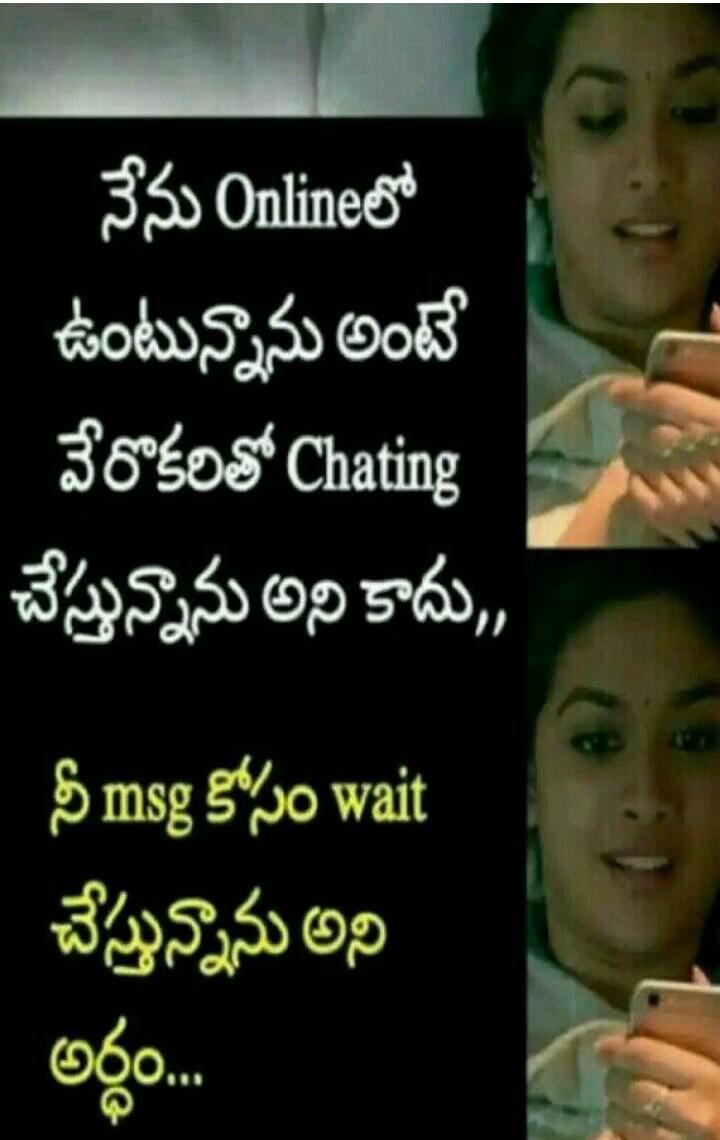 నేను Onlineలో
ఉంటున్నాను అంటే
వేరొకరితో Chating
చేస్తున్నాను అని కాదు,,
నీ msg కోసం wait
చేస్తున్నాను అని
అర్ధం...